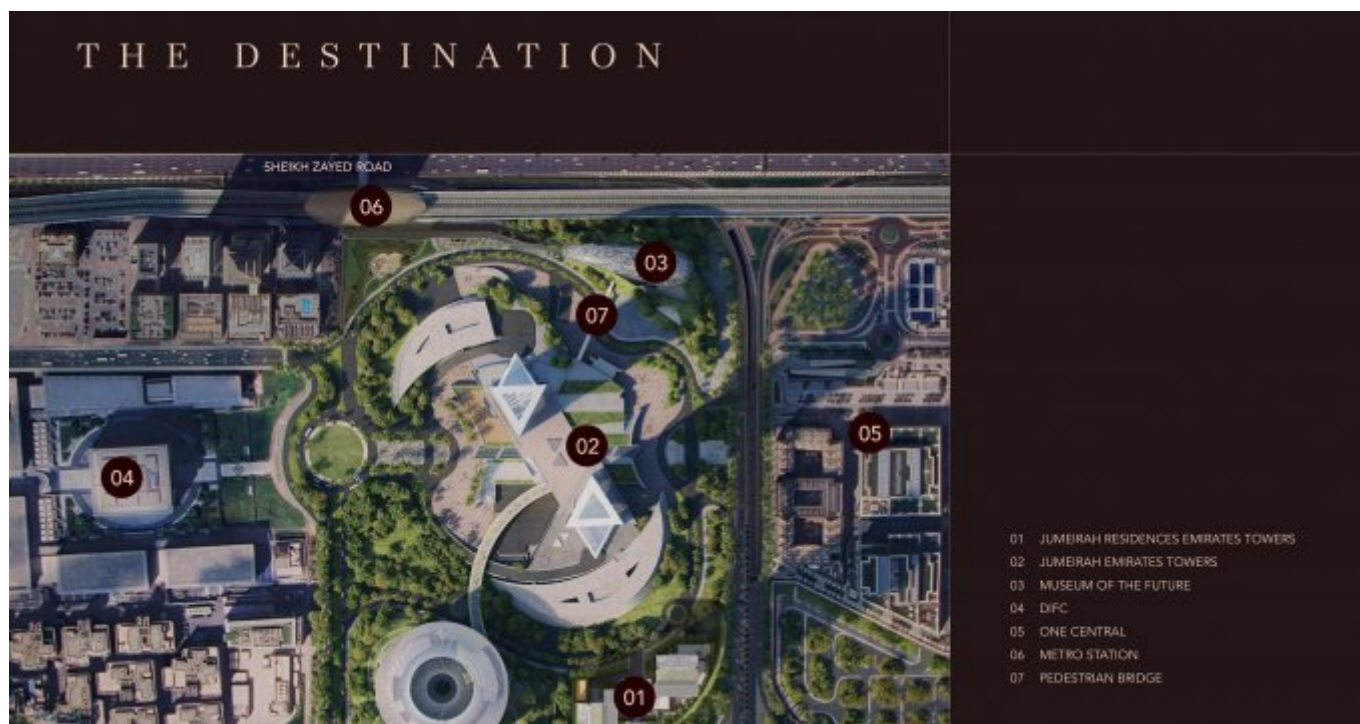 THE DESTINATION
SHEIKH ZAYED ROAD
06
03
07
05
02
04
01
01 JUMEIRAH RESIDENCES EMIRATES TOWERS
02 JUMEIRAH EMIRATES TOWERS
03 MUSEUM OF THE FUTURE
04 DIFC
05 ONE CENTRAL
06 METRO STATION
07 PEDESTRIAN BRIDGE